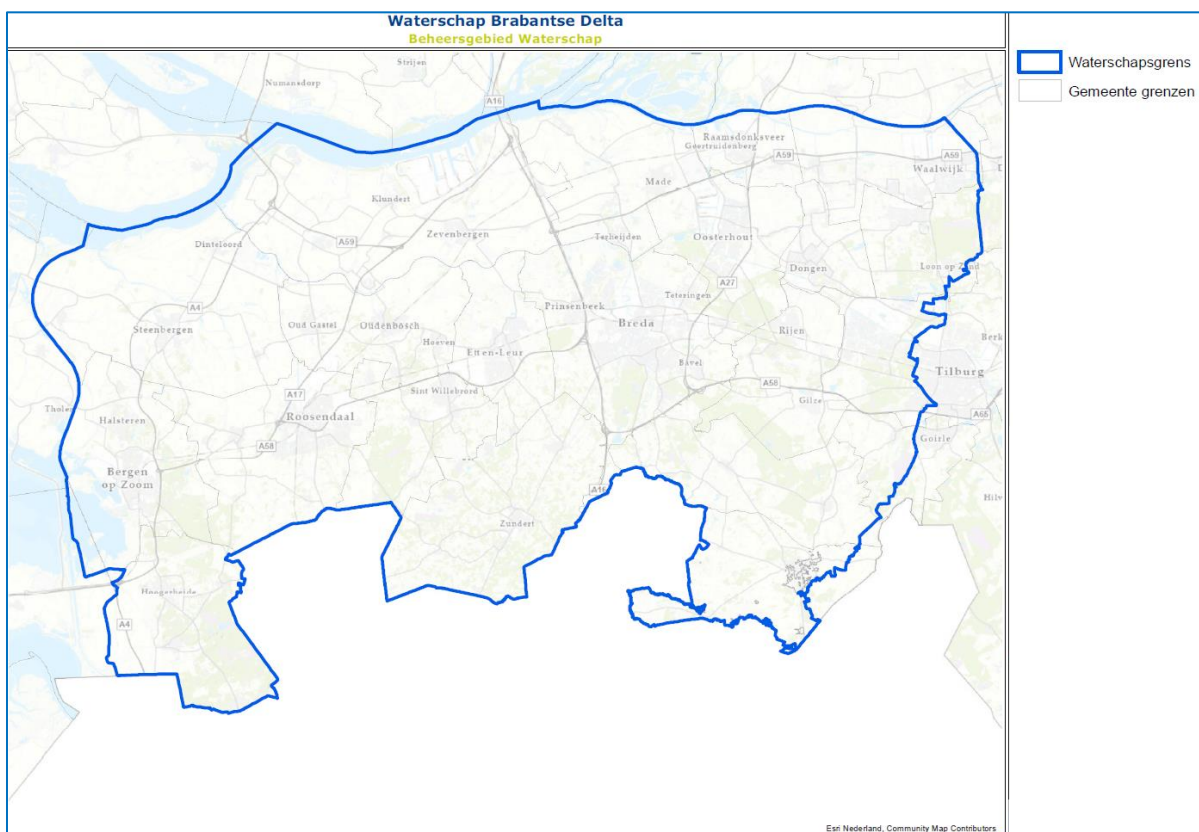 Waterschap Brabantse Delta
Beheersgebied Waterschap
Waterschapsgrens
Gemeente grenzen
Strijen
Numansdorp
A16
Raamsdonksveer
Geertruidenberg
A59
A59
Waalwijk
Made
Klundert
Zevenbergen
Terheijden
Oosterhout
Dinteloord
A59
Dongen
Loon op Zand
A27
Teteringen
A4
Prinsenbeek
Steenbergen
Oud Gastel
Oudenbosch
Breda
Rijen
Berk
Hoeven
Etten-Leur
Bavel
Tilburg
A58
Sint Willebrord
A17
Gilze
Tholen
Roosendaal
A65
Halsteren
Goirle
A58
Bergen
op Zoom
A16
Hilv
Zundert
Hoogerheide
A4
Esri Nederland, Community Map Contributors